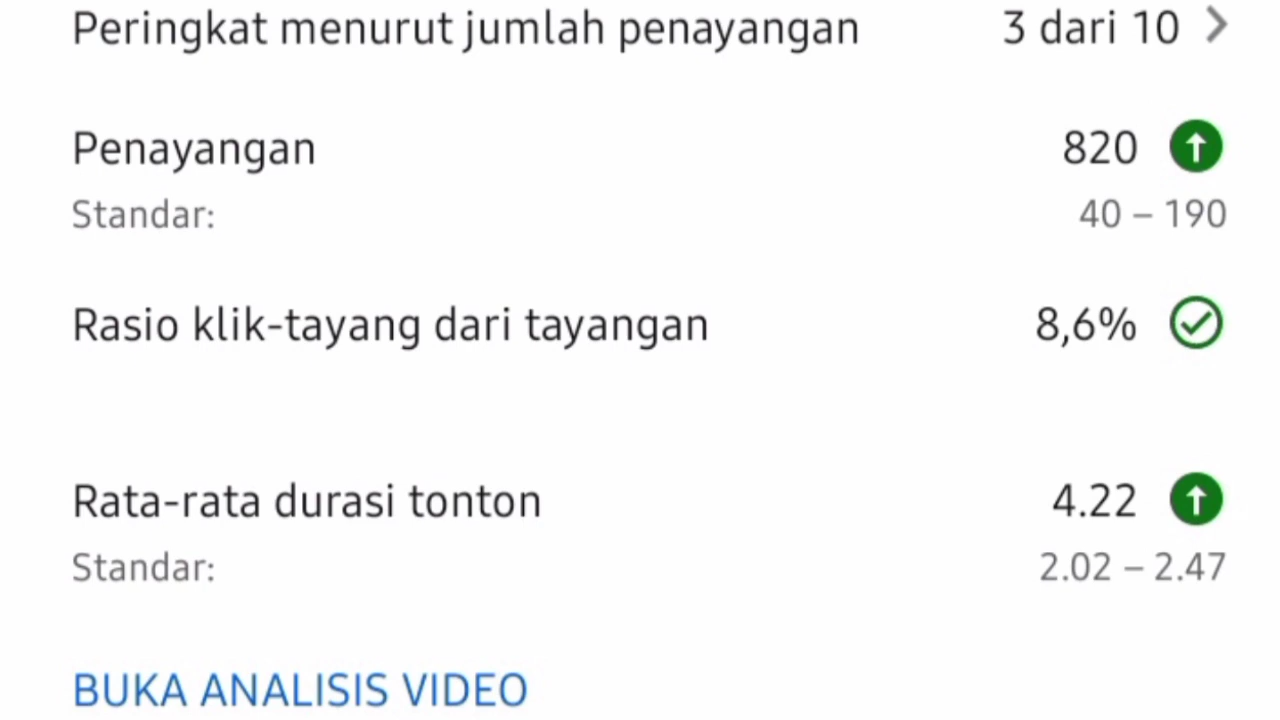 Peringkat menurut jumlah penayangan 3 dari 10
Penayangan 820
Standar: 40 – 190
Rasio klik-tayang dari tayangan 8,6%
Rata-rata durasi tonton 4.22
Standar: 2.02 – 2.47
BUKA ANALISIS VIDEO